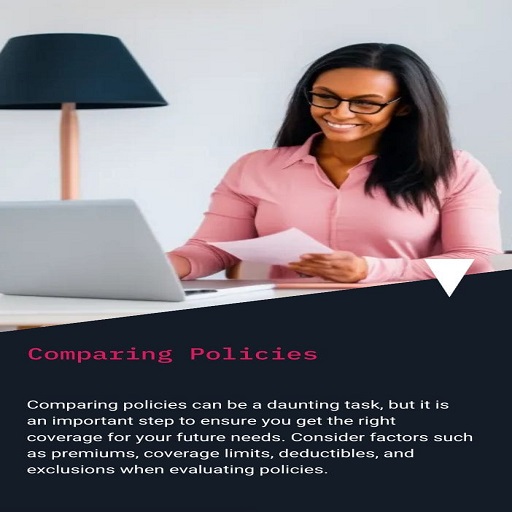 Comparing Policies
Comparing policies can be a daunting task, but it is
an important step to ensure you get the right
coverage for your future needs. Consider factors such
as premiums, coverage limits, deductibles, and
exclusions when evaluating policies.